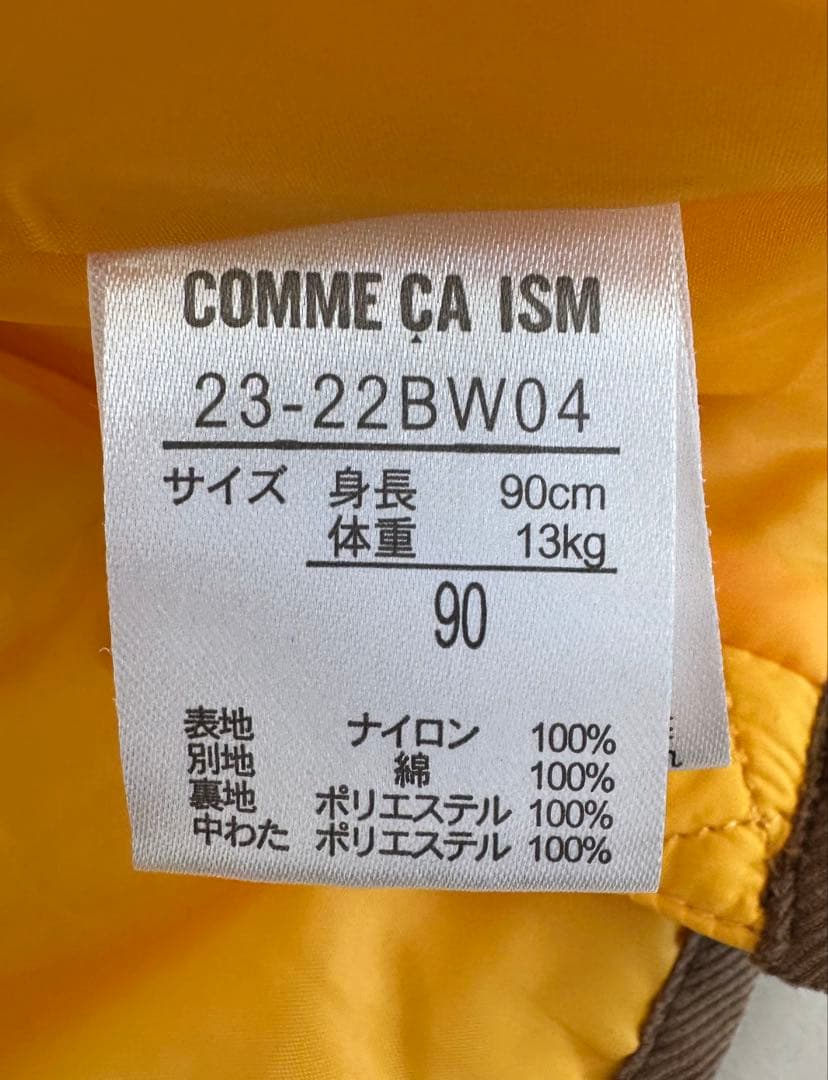 COMME ÇA ISM
23-22BW04
サイズ 身長 90cm
体重 13kg
90
表地 ナイロン 100%
別地 綿 100%
裏地 ポリエステル 100%
中わた ポリエステル 100%